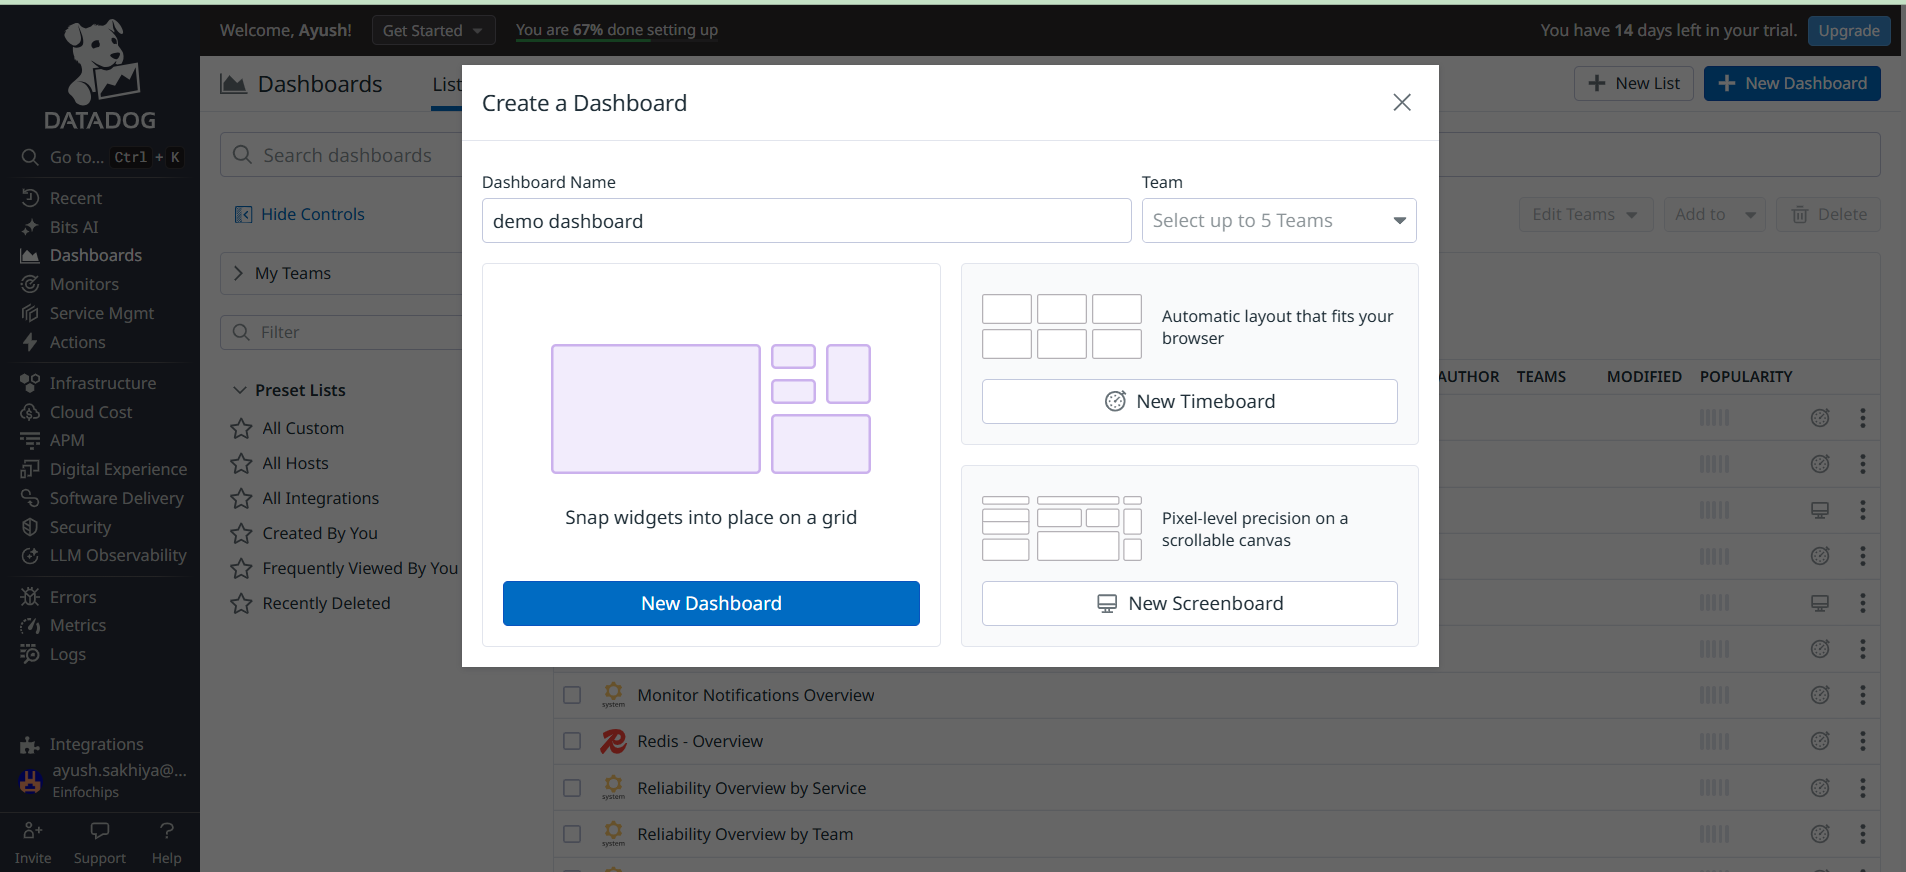 Welcome, Ayush!
Get Started
You are 67% done setting up
You have 14 days left in your trial.
Upgrade
DATADOG
Go to... Ctrl + K
Recent
Bits AI
Dashboards
Monitors
Service Mgmt
Actions
Infrastructure
Cloud Cost
APM
Digital Experience
Software Delivery
Security
LLM Observability
Errors
Metrics
Logs
Integrations
ayush.sakhiya@...
Einfochips
Invite
Support
Help
Dashboards
List
New List
New Dashboard
Search dashboards
Hide Controls
Edit Teams
Add to
Delete
My Teams
Filter
Preset Lists
All Custom
All Hosts
All Integrations
Created By You
Frequently Viewed By You
Recently Deleted
Create a Dashboard
Dashboard Name
demo dashboard
Team
Select up to 5 Teams
Snap widgets into place on a grid
New Dashboard
Automatic layout that fits your
browser
New Timeboard
Pixel-level precision on a
scrollable canvas
New Screenboard
AUTHOR TEAMS MODIFIED POPULARITY
system
Monitor Notifications Overview
Redis - Overview
system
Reliability Overview by Service
system
Reliability Overview by Team